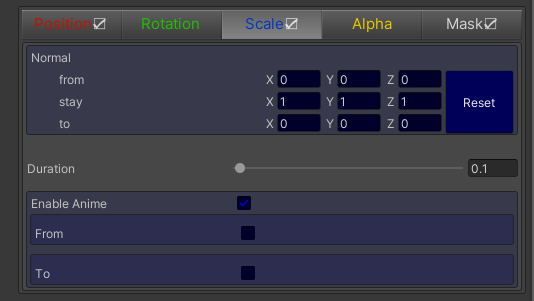 Position Rotation Scale Alpha Mask
Normal
from X 0 Y 0 Z 0
stay X 1 Y 1 Z 1
Reset
to X 0 Y 0 Z 0
Duration 0.1
Enable Anime
From
To